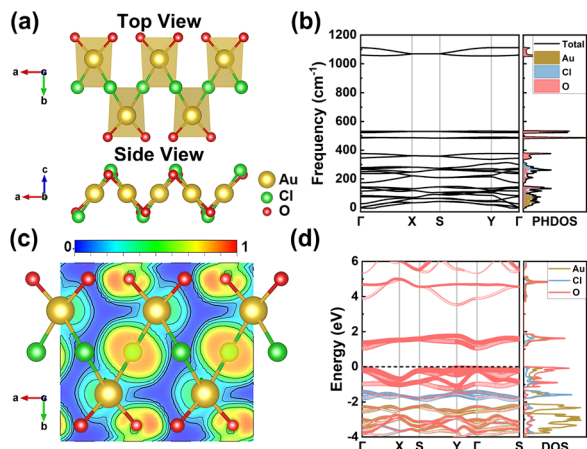 (a)
Top View
a
c
b
Side View
c
a
b
Au
Cl
O
(b)
Frequency (cm⁻¹)
1200
1000
800
600
400
200
0
Γ
X
S
Y
Γ
PHDOS
Total
Au
Cl
O
(c)
0
1
a
c
b
(d)
Energy (eV)
6
4
2
0
-2
-4
Γ
X
S
Y
Γ
S
DOS
Au
Cl
O